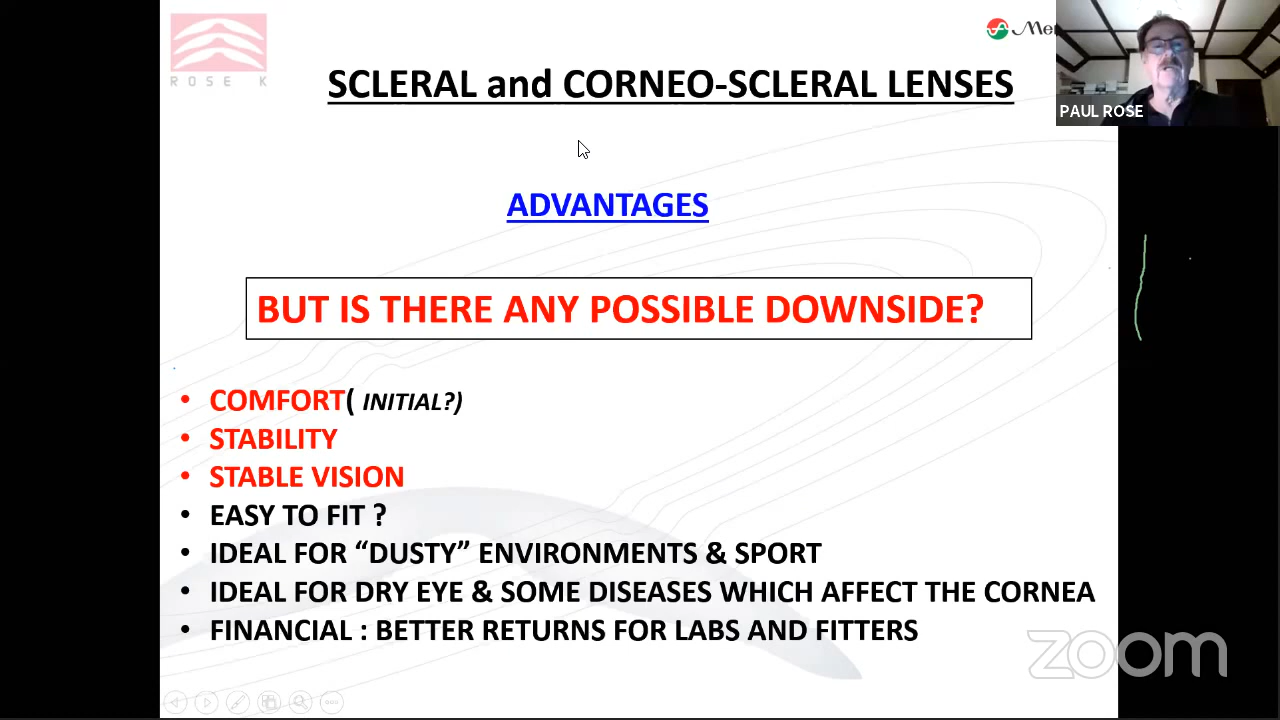 ROSE K
SCLERAL and CORNEO-SCLERAL LENSES
PAUL ROSE
ADVANTAGES
BUT IS THERE ANY POSSIBLE DOWNSIDE?
• COMFORT( INITIAL?)
• STABILITY
• STABLE VISION
• EASY TO FIT ?
• IDEAL FOR “DUSTY” ENVIRONMENTS & SPORT
• IDEAL FOR DRY EYE & SOME DISEASES WHICH AFFECT THE CORNEA
• FINANCIAL : BETTER RETURNS FOR LABS AND FITTERS
zoom